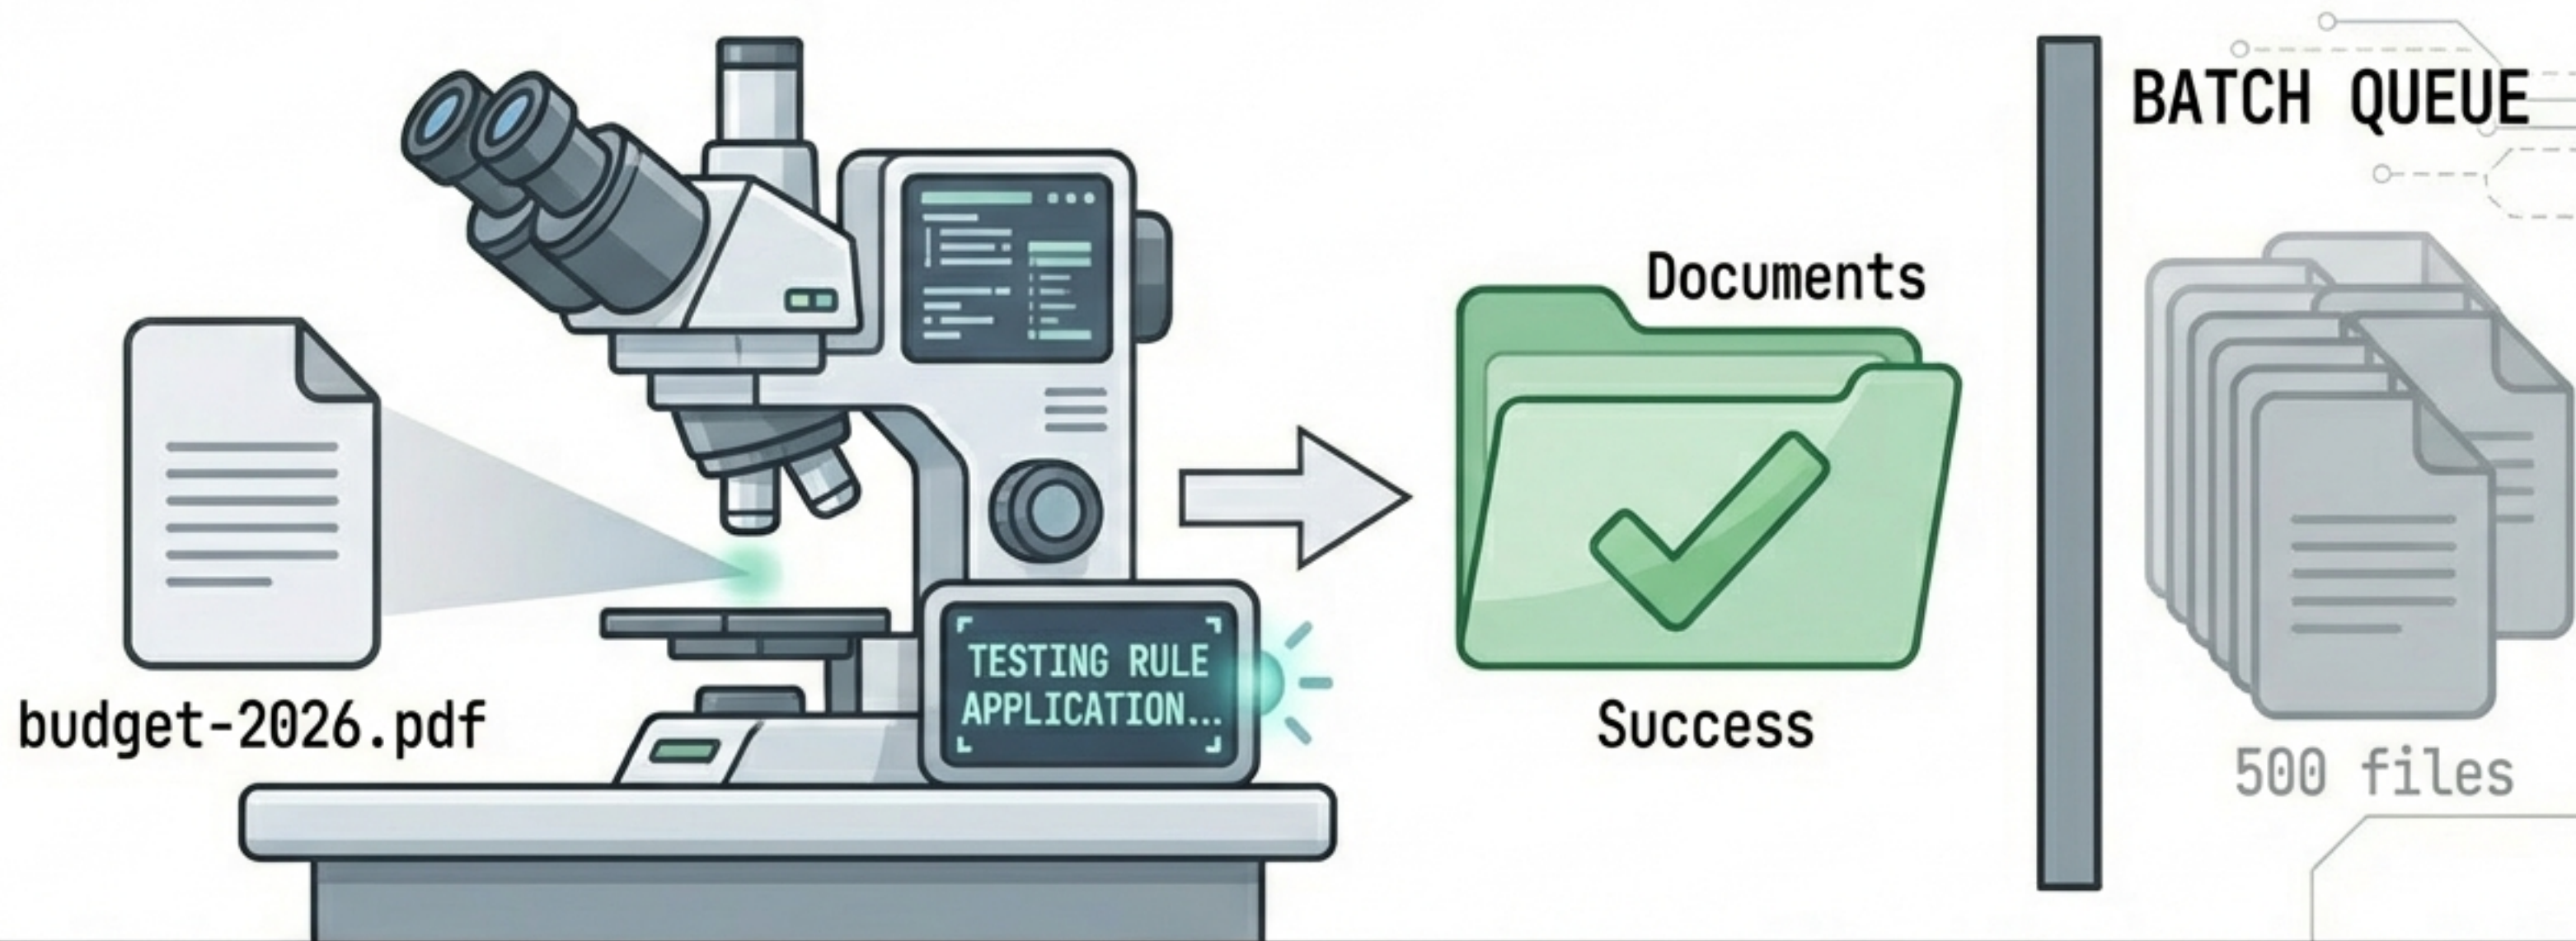 budget-2026.pdf
TESTING RULE
APPLICATION...
Documents
Success
BATCH QUEUE
500 files